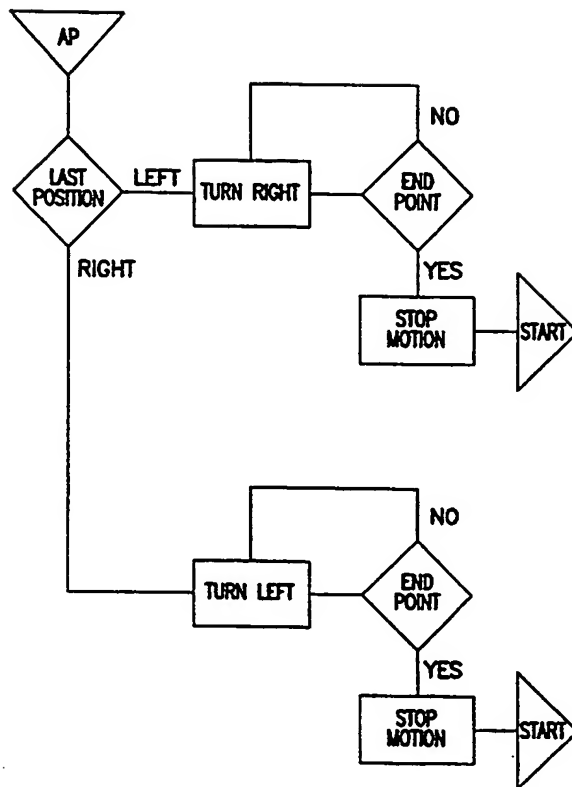 AP
NO
LAST
POSITION
LEFT
TURN RIGHT
END
POINT
RIGHT
YES
STOP
MOTION
START
NO
TURN LEFT
END
POINT
YES
STOP
MOTION
START